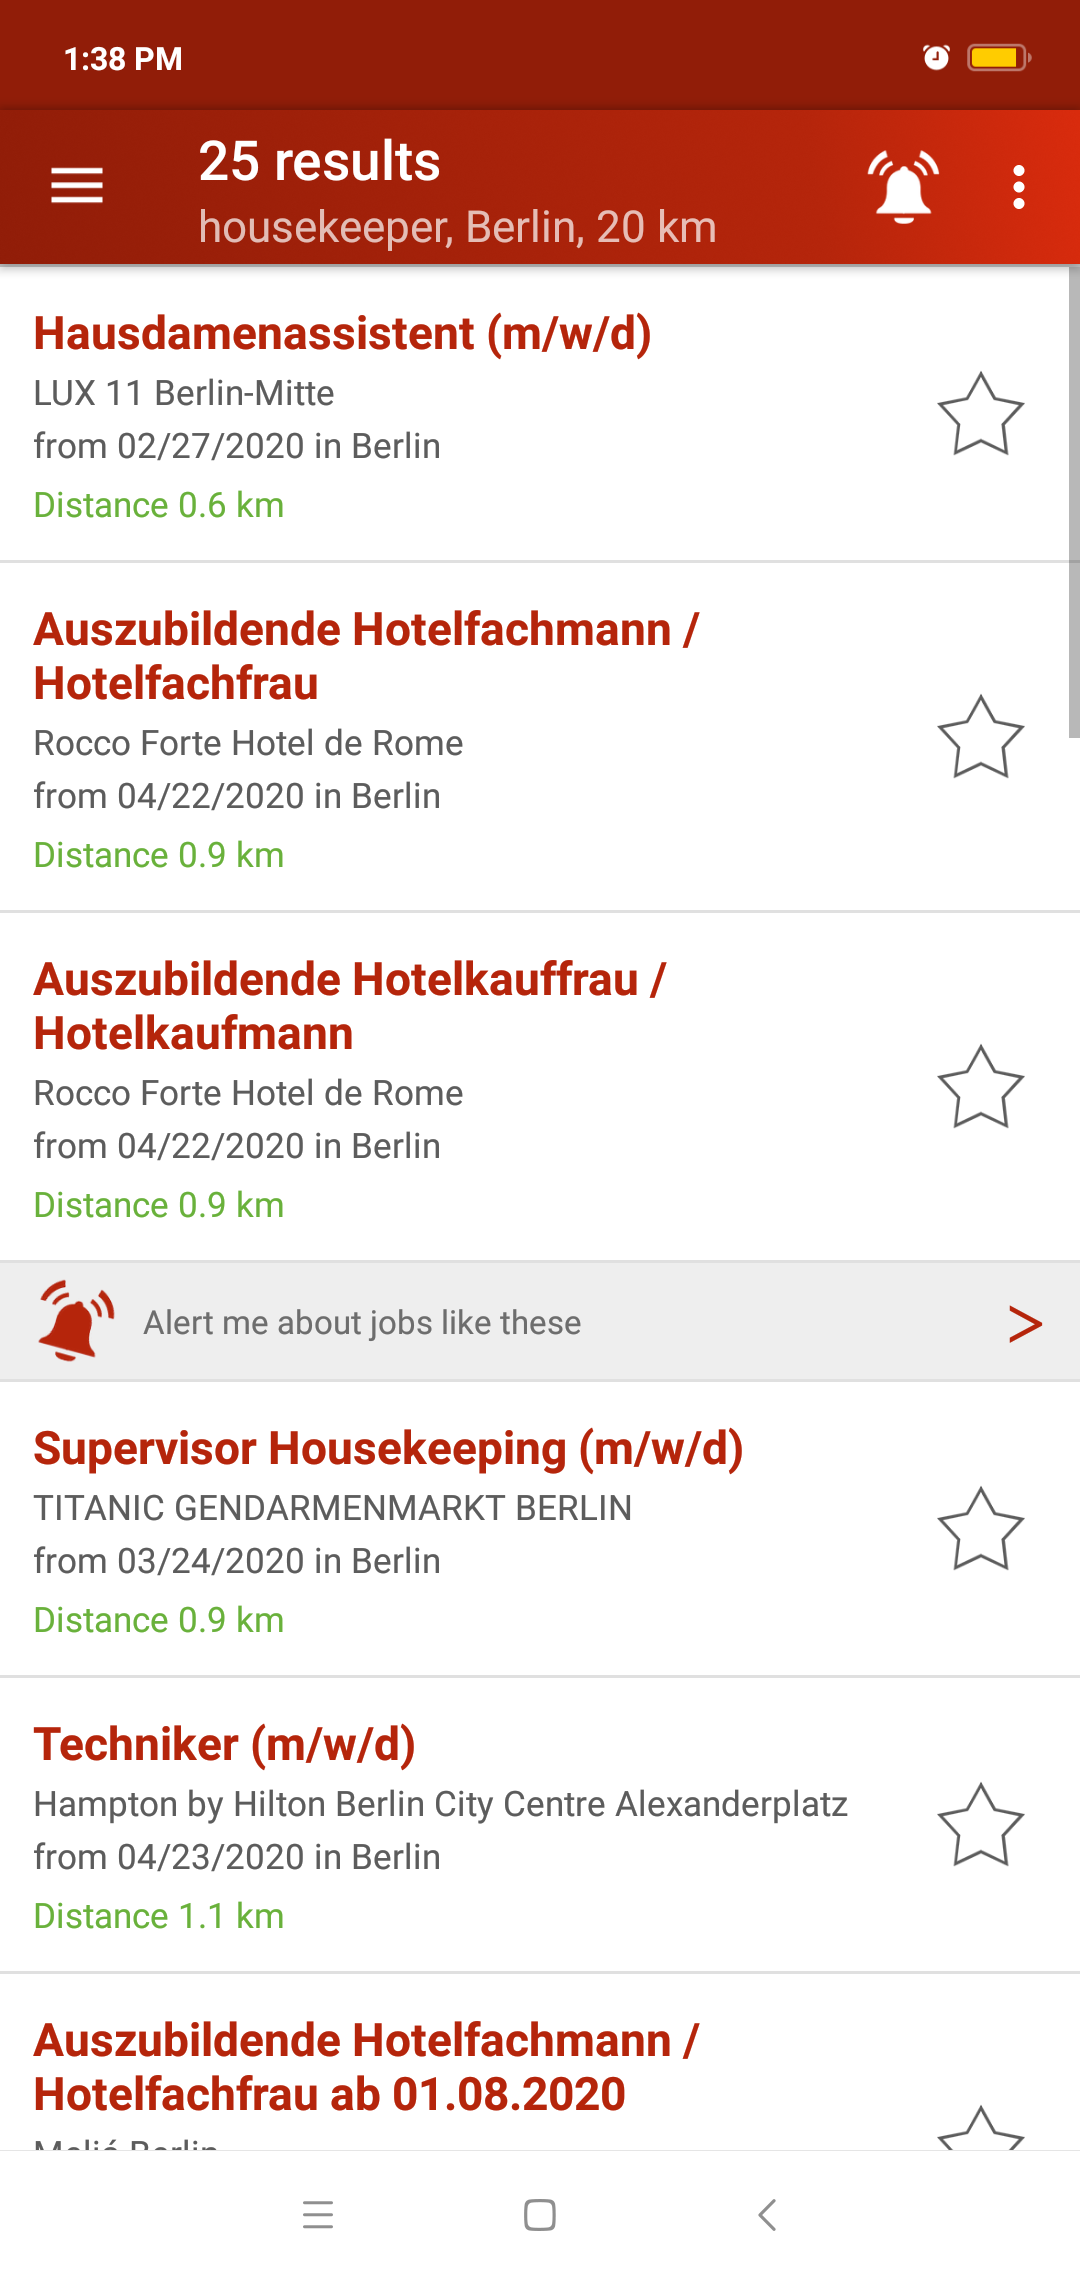 1:38 PM
25 results
housekeeper, Berlin, 20 km
Hausdamenassistent (m/w/d)
LUX 11 Berlin-Mitte
from 02/27/2020 in Berlin
Distance 0.6 km
Auszubildende Hotelfachmann /
Hotelfachfrau
Rocco Forte Hotel de Rome
from 04/22/2020 in Berlin
Distance 0.9 km
Auszubildende Hotelkauffrau /
Hotelkaufmann
Rocco Forte Hotel de Rome
from 04/22/2020 in Berlin
Distance 0.9 km
Alert me about jobs like these
Supervisor Housekeeping (m/w/d)
TITANIC GENDARMENMARKT BERLIN
from 03/24/2020 in Berlin
Distance 0.9 km
Techniker (m/w/d)
Hampton by Hilton Berlin City Centre Alexanderplatz
from 04/23/2020 in Berlin
Distance 1.1 km
Auszubildende Hotelfachmann /
Hotelfachfrau ab 01.08.2020
Berlin